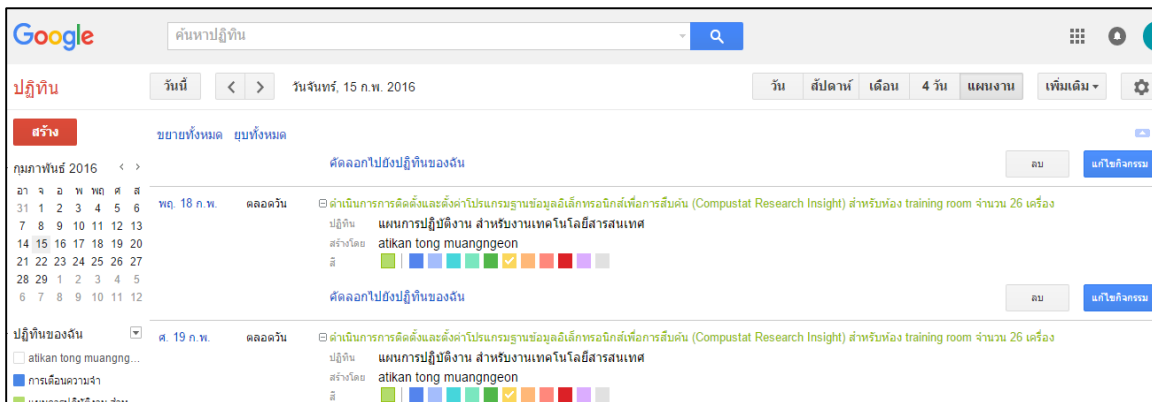 Google ค้นหาปฏิทิน
ปฏิทิน วันนี้ < > วันจันทร์, 15 ก.พ. 2016 วัน สัปดาห์ เดือน 4 วัน แผนงาน เพิ่มเติม
สร้าง
ขยายทั้งหมด ยุบทั้งหมด
กุมภาพันธ์ 2016 < >
อา จ อ พ พฤ ศ ส
31 1 2 3 4 5 6
7 8 9 10 11 12 13
14 15 16 17 18 19 20
21 22 23 24 25 26 27
28 29 1 2 3 4 5
6 7 8 9 10 11 12
ปฏิทินของฉัน
atikan tong muangng...
การเตือนความจำ
คัดลอกไปยังปฏิทินของฉัน ลบ แก้ไขกิจกรรม
พฤ. 18 ก.พ. ตลอดวัน ดำเนินการการติดตั้งและตั้งค่าโปรแกรมฐานข้อมูลอิเล็กทรอนิกส์เพื่อการสืบค้น (Compustat Research Insight) สำหรับห้อง training room จำนวน 26 เครื่อง
ปฏิทิน แผนการปฏิบัติงาน สำหรับงานเทคโนโลยีสารสนเทศ
สร้างโดย atikan tong muangngeon
สี
คัดลอกไปยังปฏิทินของฉัน ลบ แก้ไขกิจกรรม
ศ. 19 ก.พ. ตลอดวัน ดำเนินการการติดตั้งและตั้งค่าโปรแกรมฐานข้อมูลอิเล็กทรอนิกส์เพื่อการสืบค้น (Compustat Research Insight) สำหรับห้อง training room จำนวน 26 เครื่อง
ปฏิทิน แผนการปฏิบัติงาน สำหรับงานเทคโนโลยีสารสนเทศ
สร้างโดย atikan tong muangngeon
สี